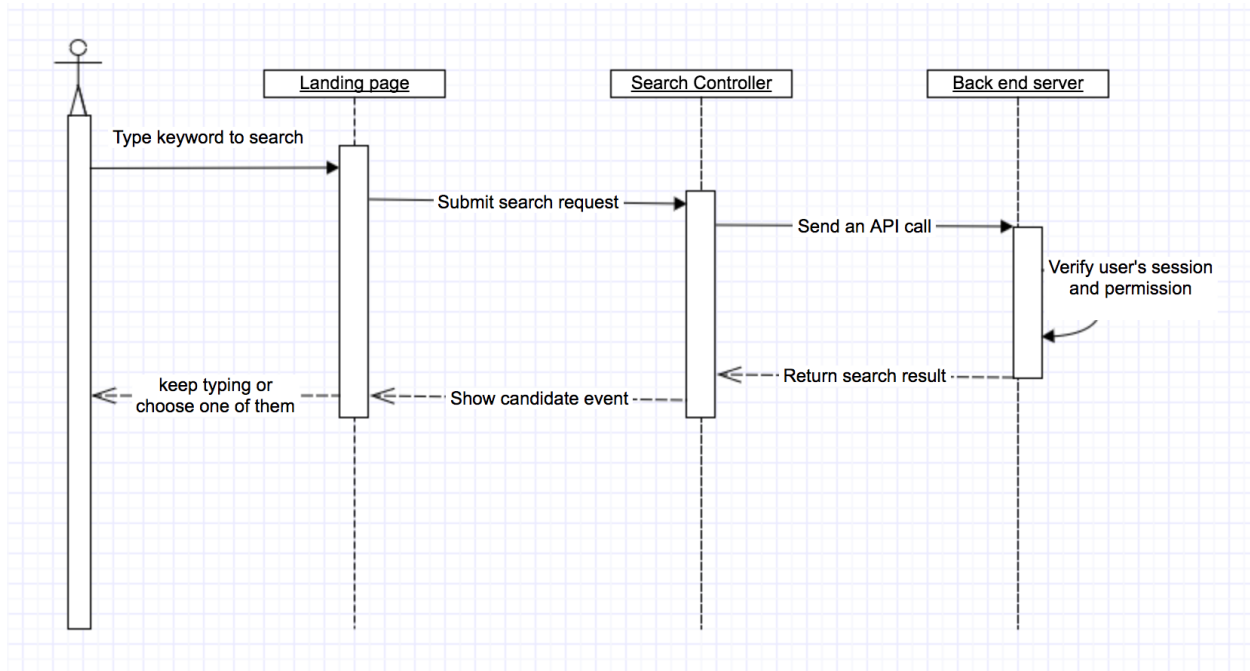 Landing page
Search Controller
Back end server
Type keyword to search
Submit search request
Send an API call
Verify user's session
and permission
Return search result
Show candidate event
keep typing or
choose one of them